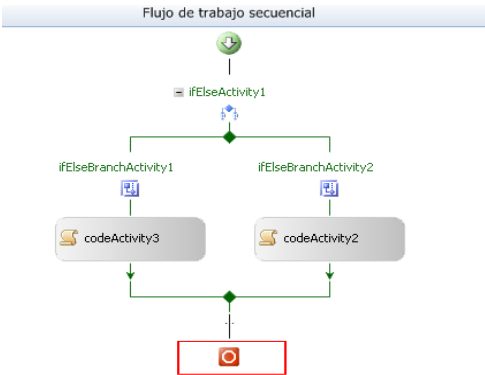 Flujo de trabajo secuencial
ifElseActivity1
ifElseBranchActivity1
ifElseBranchActivity2
codeActivity3
codeActivity2